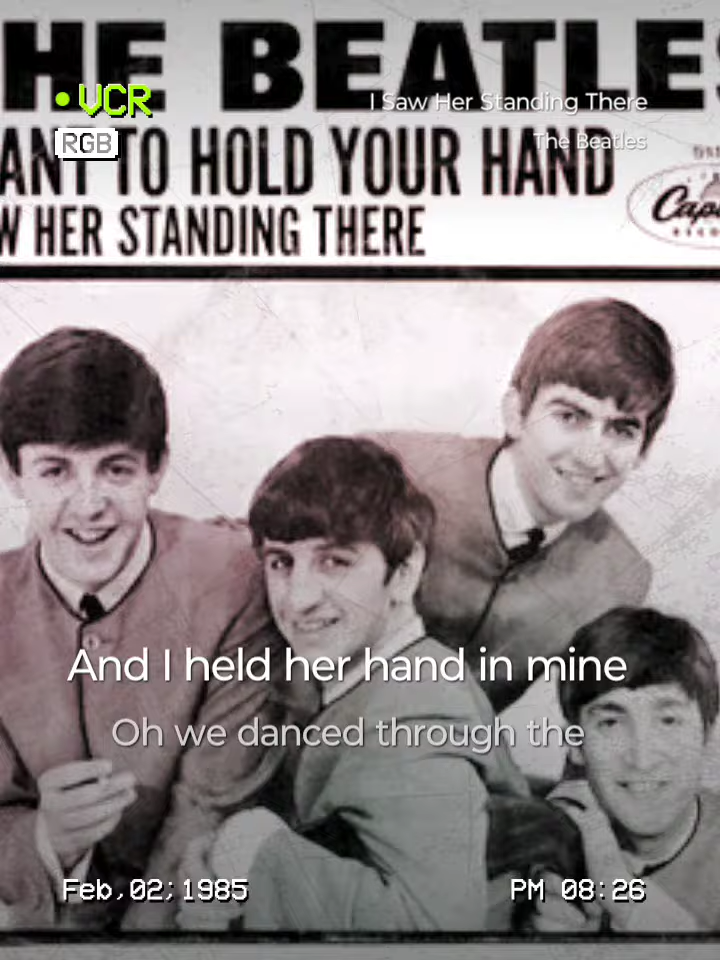 HE BEATLES
• VCR
I Saw Her Standing There
RGB
The Beatles
ANT TO HOLD YOUR HAND
W HER STANDING THERE
And I held her hand in mine
Oh we danced through the
Feb,02;1985
PM 08:26